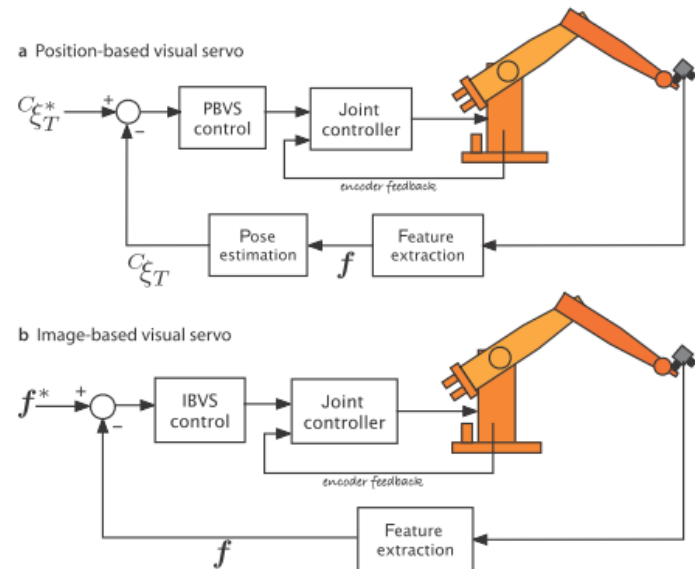 a Position-based visual servo
C ξ*T
+
−
PBVS
control
Joint
controller
encoder feedback
Pose
estimation
f
Feature
extraction
C ξT
b Image-based visual servo
f*
+
−
IBVS
control
Joint
controller
encoder feedback
f
Feature
extraction